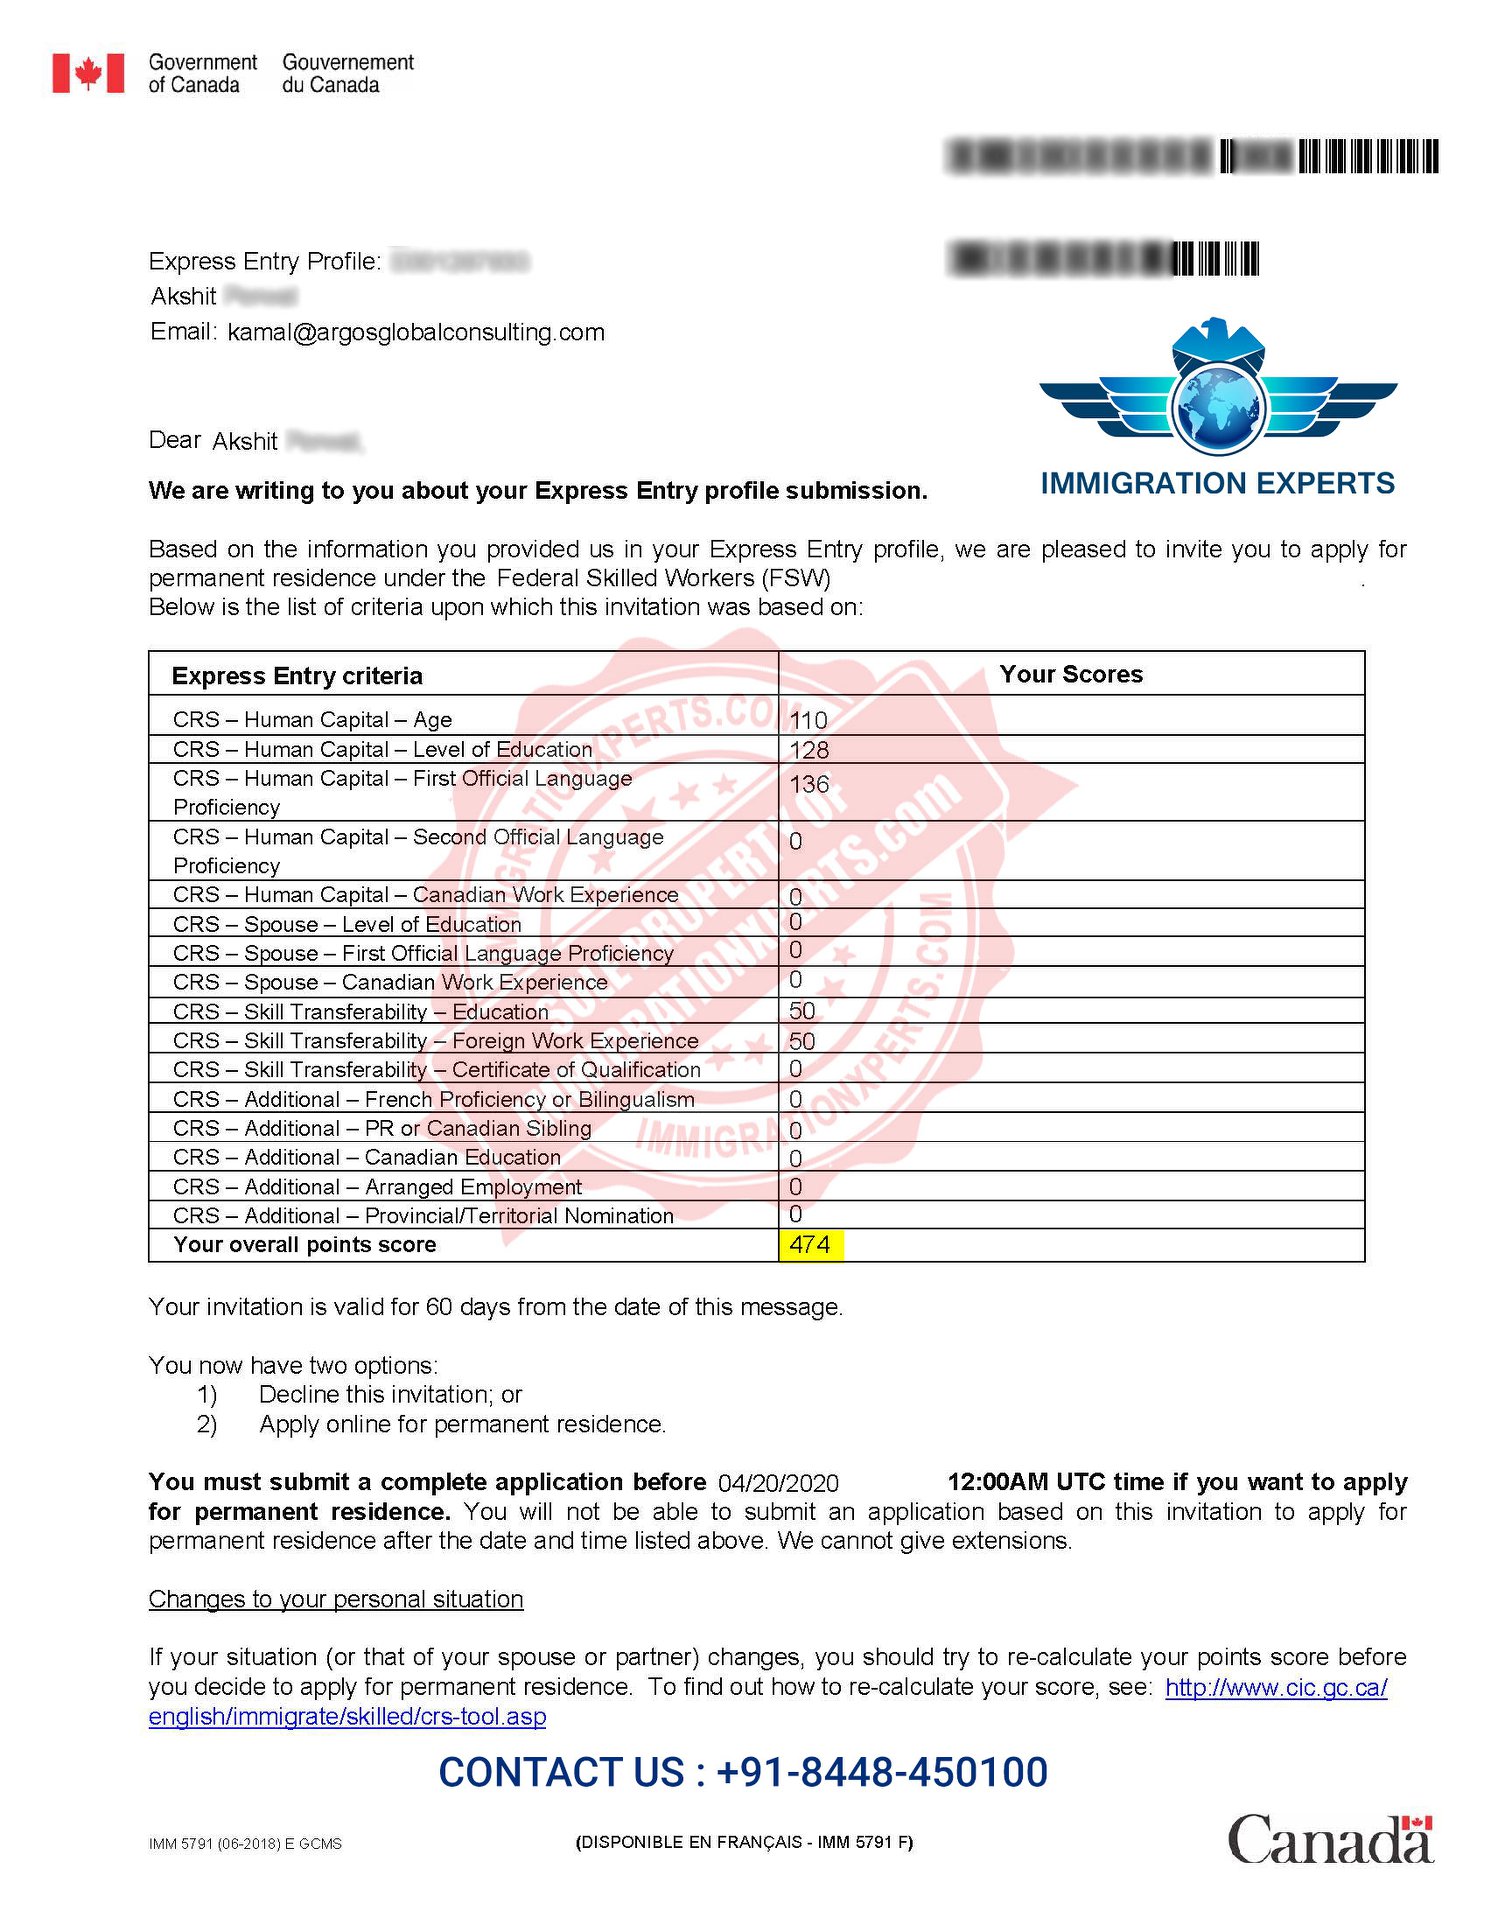 Government Gouvernement
of Canada du Canada
Express Entry Profile:
Akshit
Email: kamal@argosglobalconsulting.com
IMMIGRATION EXPERTS
Dear Akshit
We are writing to you about your Express Entry profile submission.
Based on the information you provided us in your Express Entry profile, we are pleased to invite you to apply for
permanent residence under the Federal Skilled Workers (FSW) .
Below is the list of criteria upon which this invitation was based on:
Express Entry criteria Your Scores
CRS – Human Capital – Age 110
CRS – Human Capital – Level of Education 128
CRS – Human Capital – First Official Language 136
Proficiency
CRS – Human Capital – Second Official Language 0
Proficiency
CRS – Human Capital – Canadian Work Experience 0
CRS – Spouse – Level of Education 0
CRS – Spouse – First Official Language Proficiency 0
CRS – Spouse – Canadian Work Experience 0
CRS – Skill Transferability – Education 50
CRS – Skill Transferability – Foreign Work Experience 50
CRS – Skill Transferability – Certificate of Qualification 0
CRS – Additional – French Proficiency or Bilingualism 0
CRS – Additional – PR or Canadian Sibling 0
CRS – Additional – Canadian Education 0
CRS – Additional – Arranged Employment 0
CRS – Additional – Provincial/Territorial Nomination 0
Your overall points score 474
IMMIGRATIONXPERTS.COM
SOLE PROPERTY OF
IMMIGRATIONXPERTS.com
IMMIGRATIONXPERTS.COM
Your invitation is valid for 60 days from the date of this message.
You now have two options:
1) Decline this invitation; or
2) Apply online for permanent residence.
You must submit a complete application before 04/20/2020 12:00AM UTC time if you want to apply
for permanent residence. You will not be able to submit an application based on this invitation to apply for
permanent residence after the date and time listed above. We cannot give extensions.
Changes to your personal situation
If your situation (or that of your spouse or partner) changes, you should try to re-calculate your points score before
you decide to apply for permanent residence. To find out how to re-calculate your score, see: http://www.cic.gc.ca/
english/immigrate/skilled/crs-tool.asp
CONTACT US : +91-8448-450100
IMM 5791 (06-2018) E GCMS (DISPONIBLE EN FRANÇAIS - IMM 5791 F)
Canada